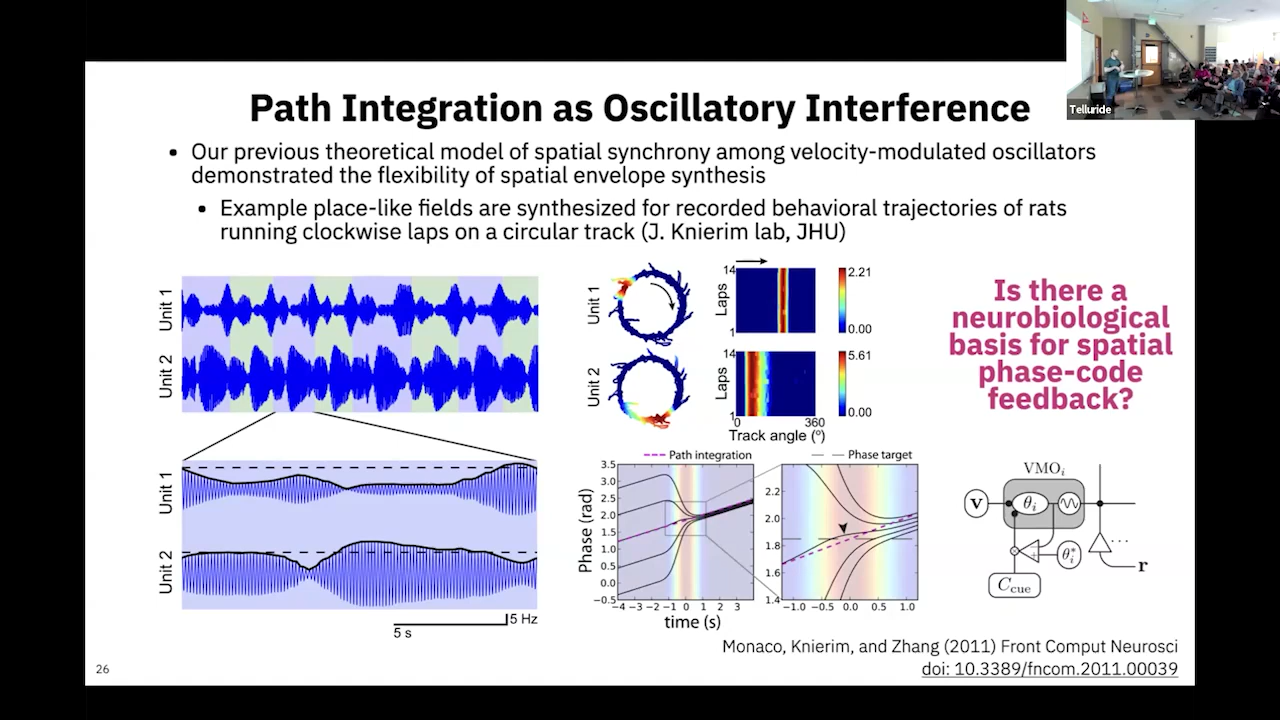 Telluride
Path Integration as Oscillatory Interference
• Our previous theoretical model of spatial synchrony among velocity-modulated oscillators
demonstrated the flexibility of spatial envelope synthesis
• Example place-like fields are synthesized for recorded behavioral trajectories of rats
running clockwise laps on a circular track (J. Knierim lab, JHU)
Unit 1
Unit 2
Unit 1
Unit 2
5 s
5 Hz
Unit 1
Unit 2
14
Laps
1
2.21
0.00
14
Laps
1
5.61
0.00
0 360
Track angle (º)
Path integration
Phase target
Phase (rad)
3.5
3.0
2.5
2.0
1.5
1.0
0.5
0.0
−0.5
−4 −3 −2 −1 0 1 2 3
time (s)
2.2
2.0
1.8
1.6
1.4
−1.0 −0.5 0.0 0.5 1.0
Is there a
neurobiological
basis for spatial
phase-code
feedback?
VMOi
v
θi
θi*
Ccue
...
r
Monaco, Knierim, and Zhang (2011) Front Comput Neurosci
doi: 10.3389/fncom.2011.00039
26